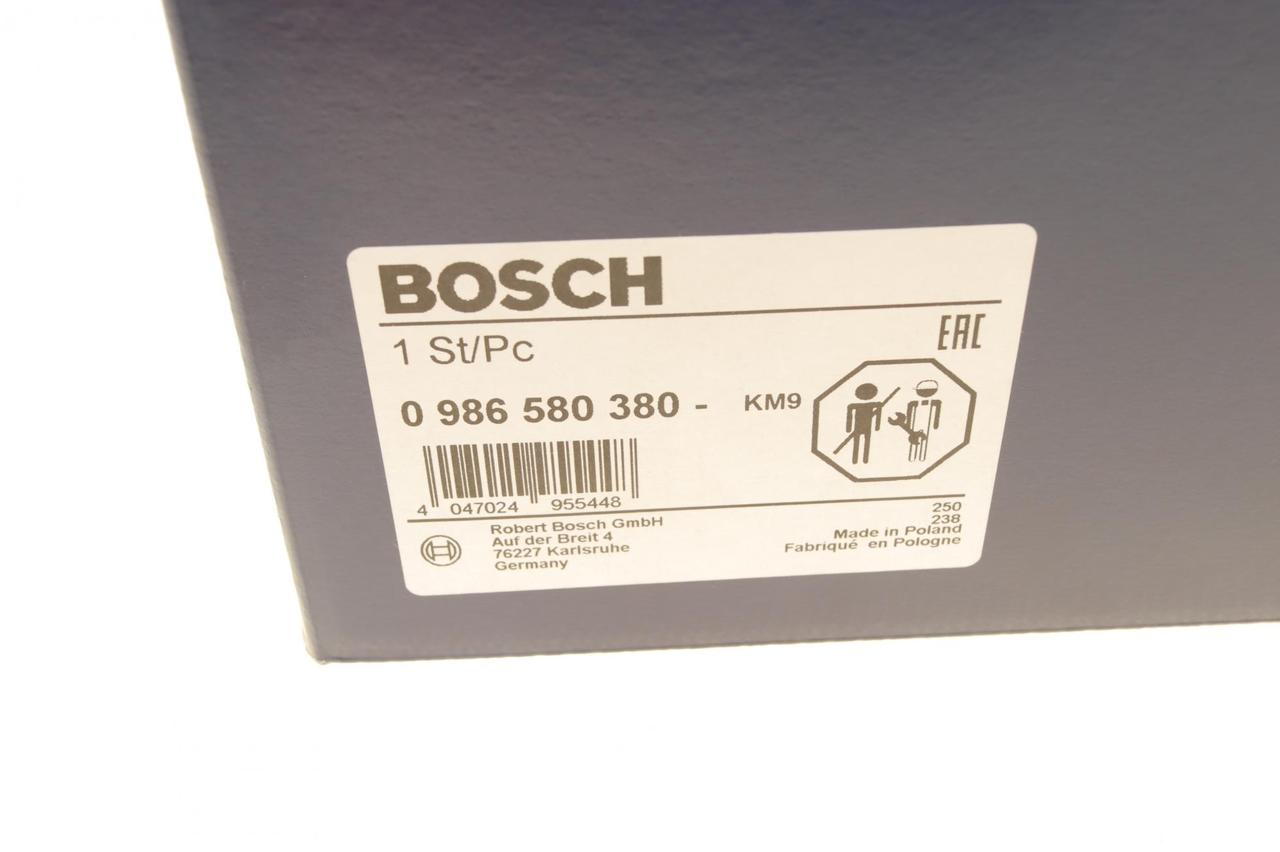 BOSCH
EAC
1 St/Pc
0 986 580 380 - KM9
4 047024 955448
Robert Bosch GmbH
Auf der Breit 4
76227 Karlsruhe
Germany
250
238
Made in Poland
Fabriqué en Pologne